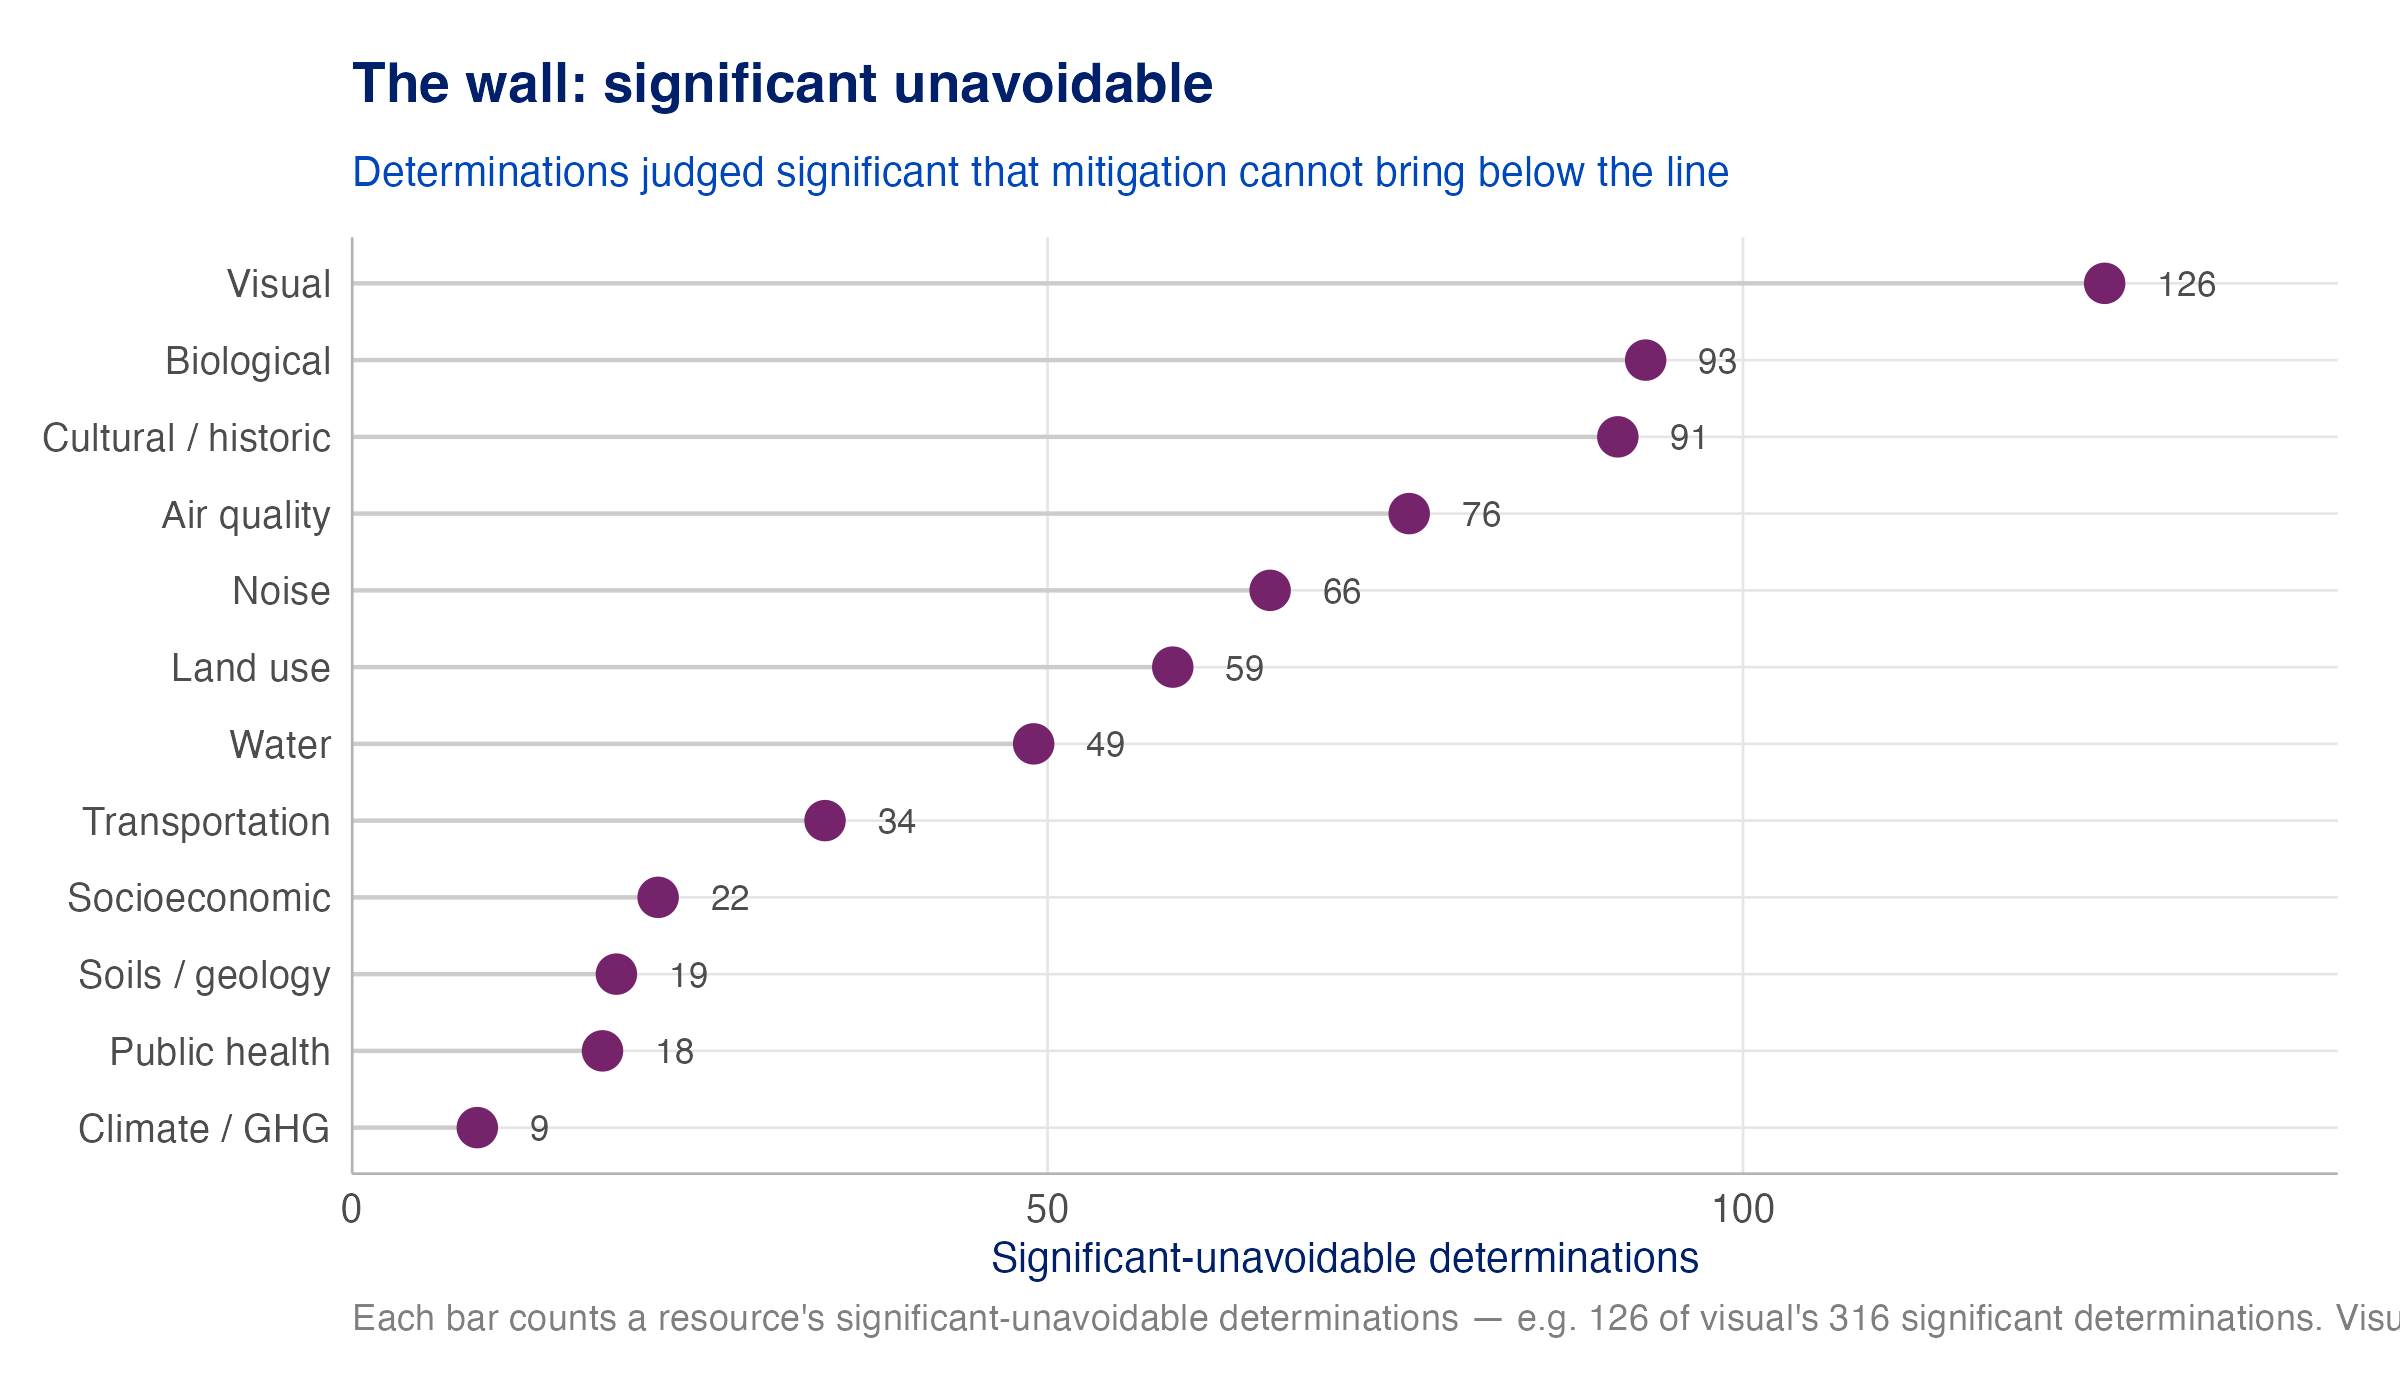 The wall: significant unavoidable
Determinations judged significant that mitigation cannot bring below the line
Visual 126
Biological 93
Cultural / historic 91
Air quality 76
Noise 66
Land use 59
Water 49
Transportation 34
Socioeconomic 22
Soils / geology 19
Public health 18
Climate / GHG 9
0 50 100
Significant-unavoidable determinations
Each bar counts a resource's significant-unavoidable determinations — e.g. 126 of visual's 316 significant determinations.